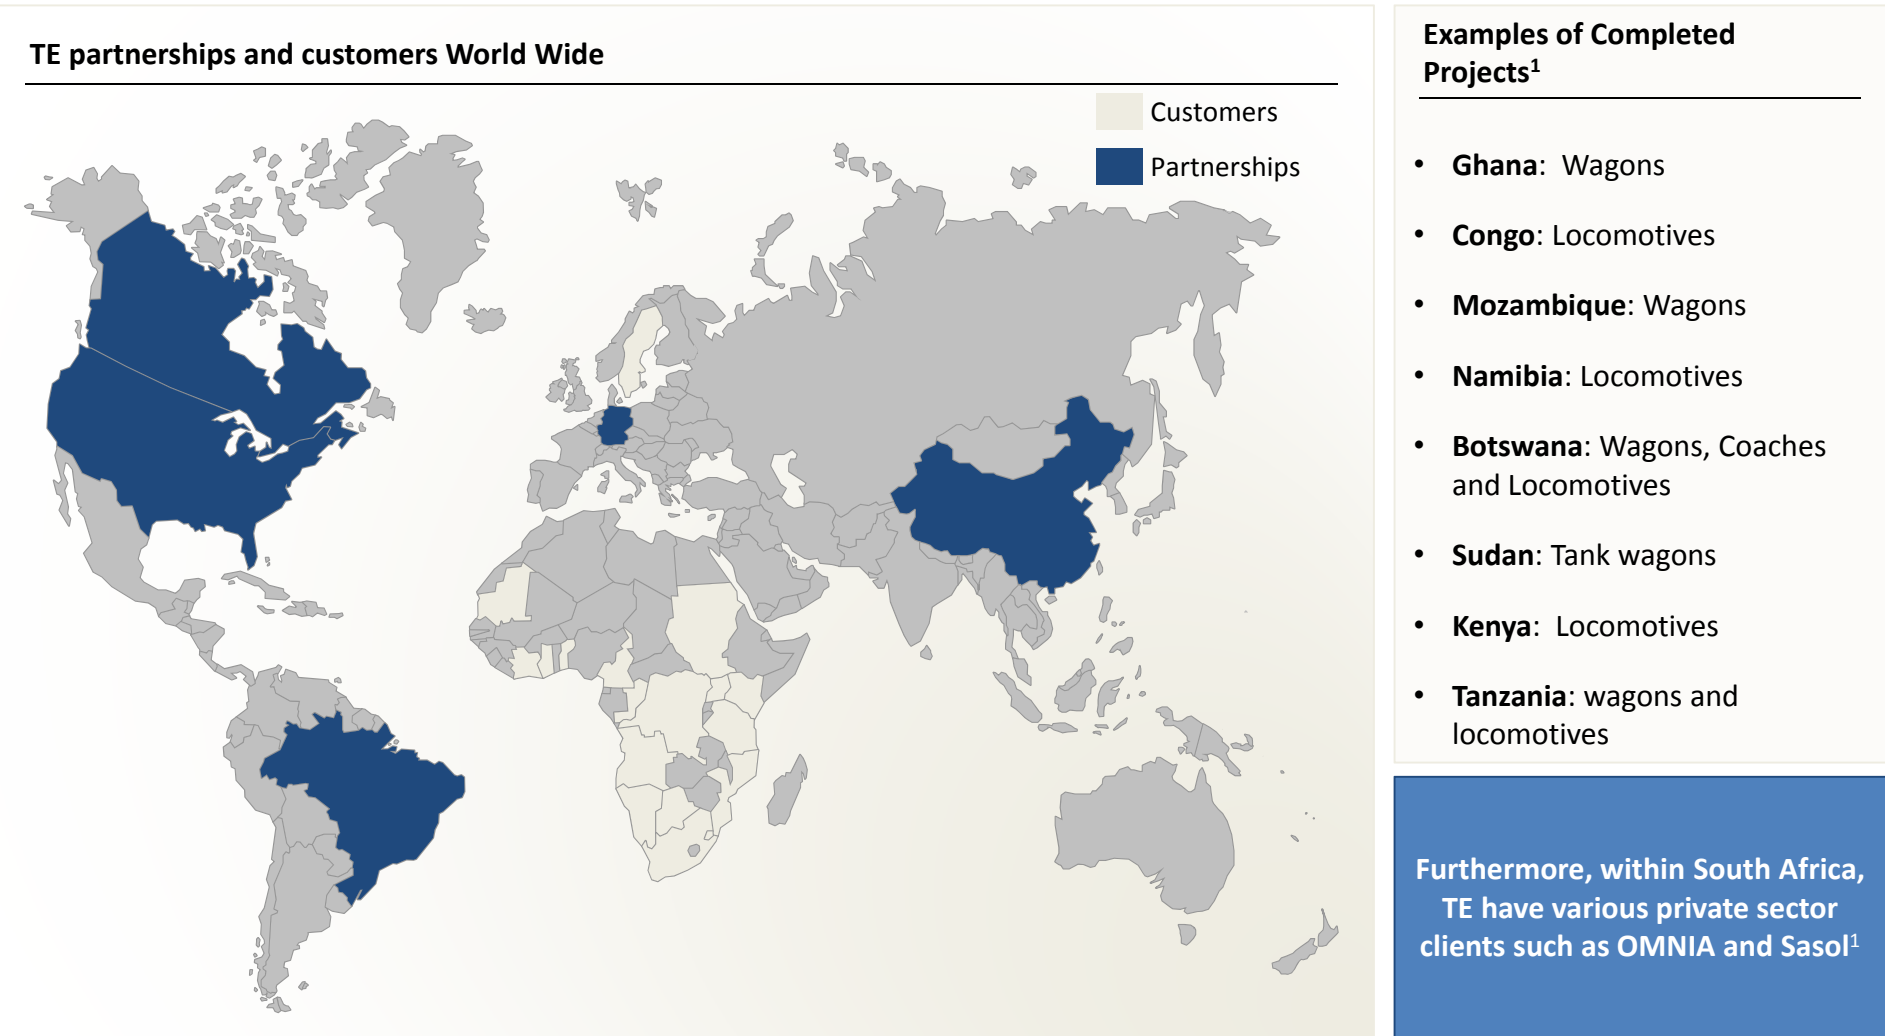 TE partnerships and customers World Wide
Customers
Partnerships
Examples of Completed
Projects1
• Ghana: Wagons
• Congo: Locomotives
• Mozambique: Wagons
• Namibia: Locomotives
• Botswana: Wagons, Coaches
and Locomotives
• Sudan: Tank wagons
• Kenya: Locomotives
• Tanzania: wagons and
locomotives
Furthermore, within South Africa,
TE have various private sector
clients such as OMNIA and Sasol1